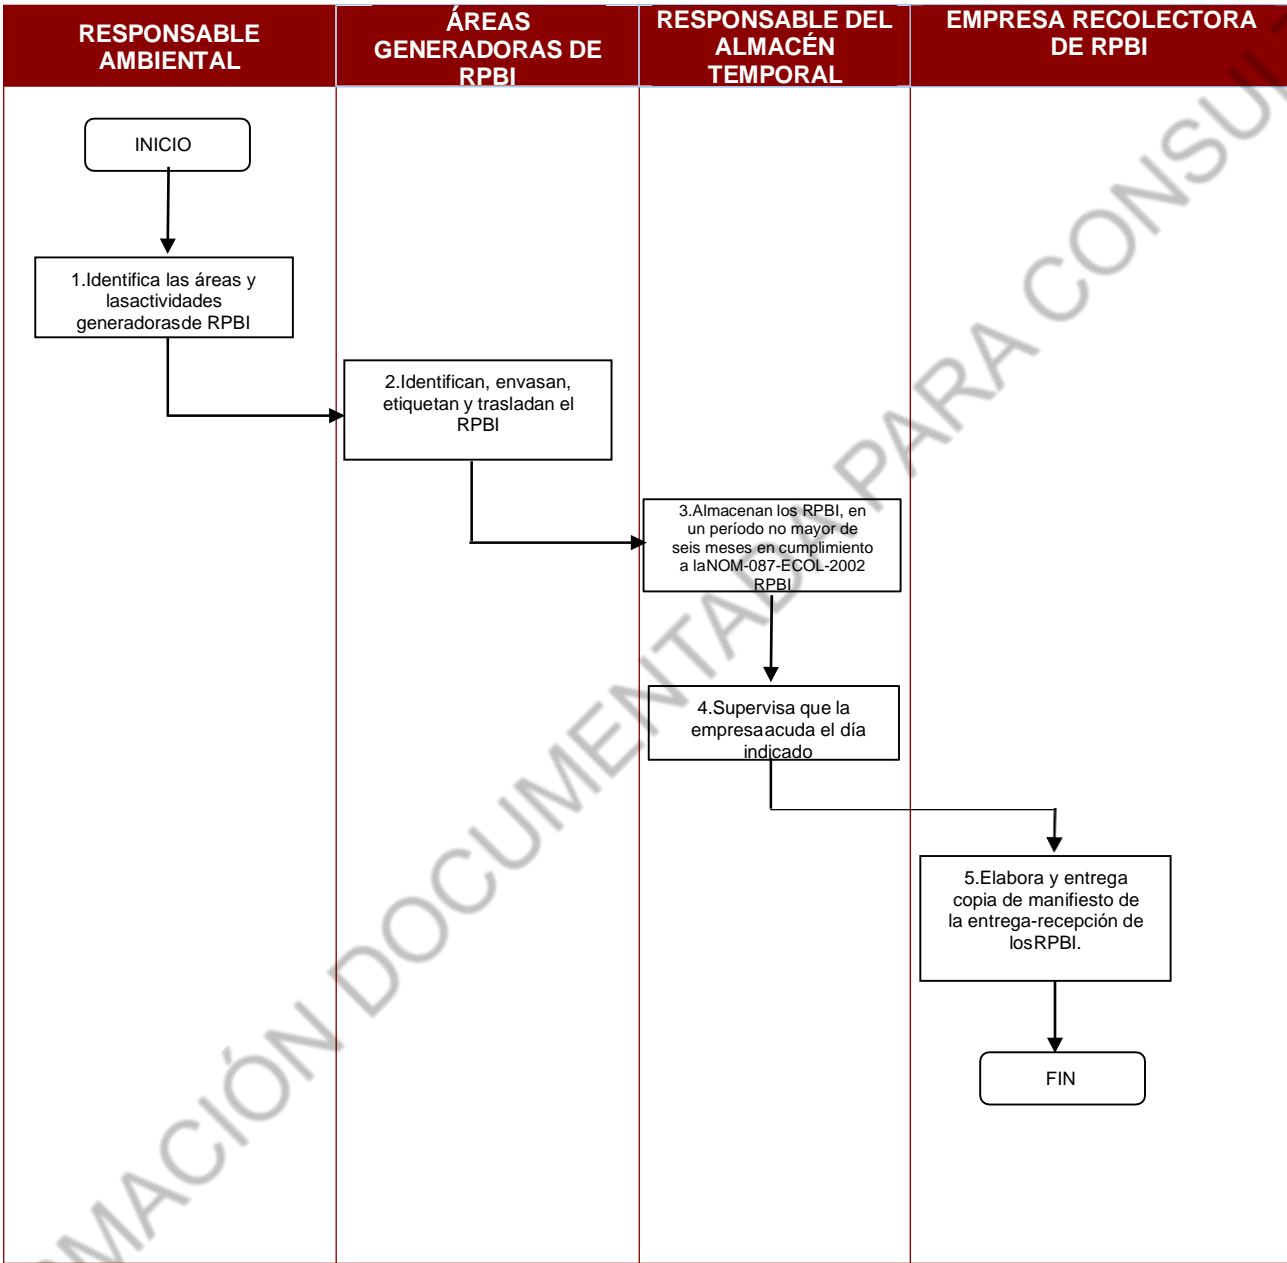 RESPONSABLE
AMBIENTAL
ÁREAS
GENERADORAS DE
RPBI
RESPONSABLE DEL
ALMACÉN
TEMPORAL
EMPRESA RECOLECTORA
DE RPBI
INICIO
1.Identifica las áreas y
lasactividades
generadorasde RPBI
2.Identifican, envasan,
etiquetan y trasladan el
RPBI
3.Almacenan los RPBI, en
un período no mayor de
seis meses en cumplimiento
a laNOM-087-ECOL-2002
RPBI
4.Supervisa que la
empresaacuda el día
indicado
5.Elabora y entrega
copia de manifiesto de
la entrega-recepción de
losRPBI.
FIN
DOCUMENTADA PARA